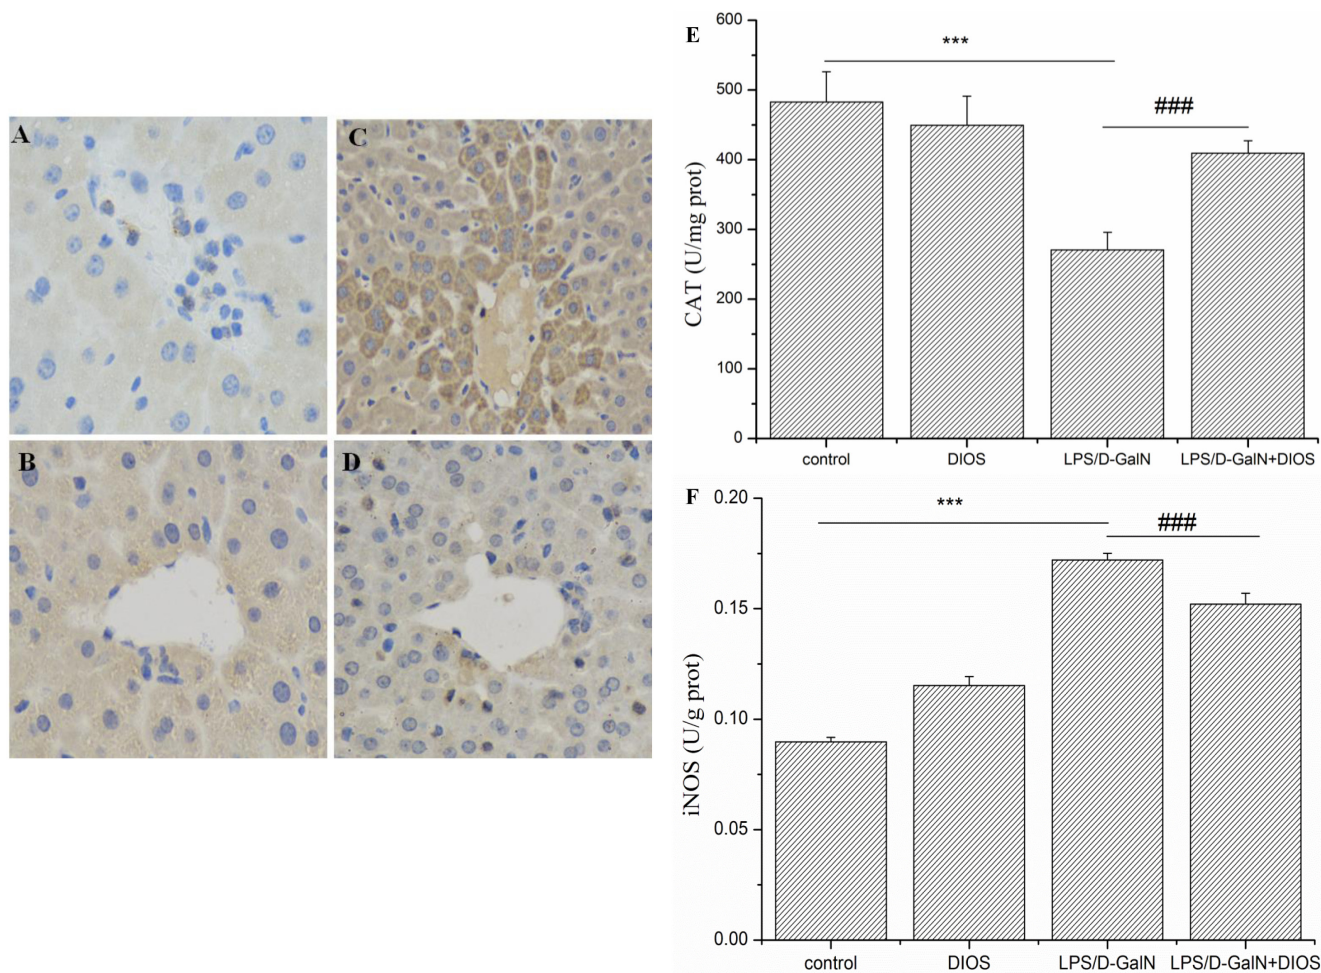 A
C
B
D
E
600
500
400
300
200
100
0
CAT (U/mg prot)
***
###
control DIOS LPS/D-GalN LPS/D-GalN+DIOS
F
0.20
0.15
0.10
0.05
0.00
iNOS (U/g prot)
***
###
control DIOS LPS/D-GalN LPS/D-GalN+DIOS